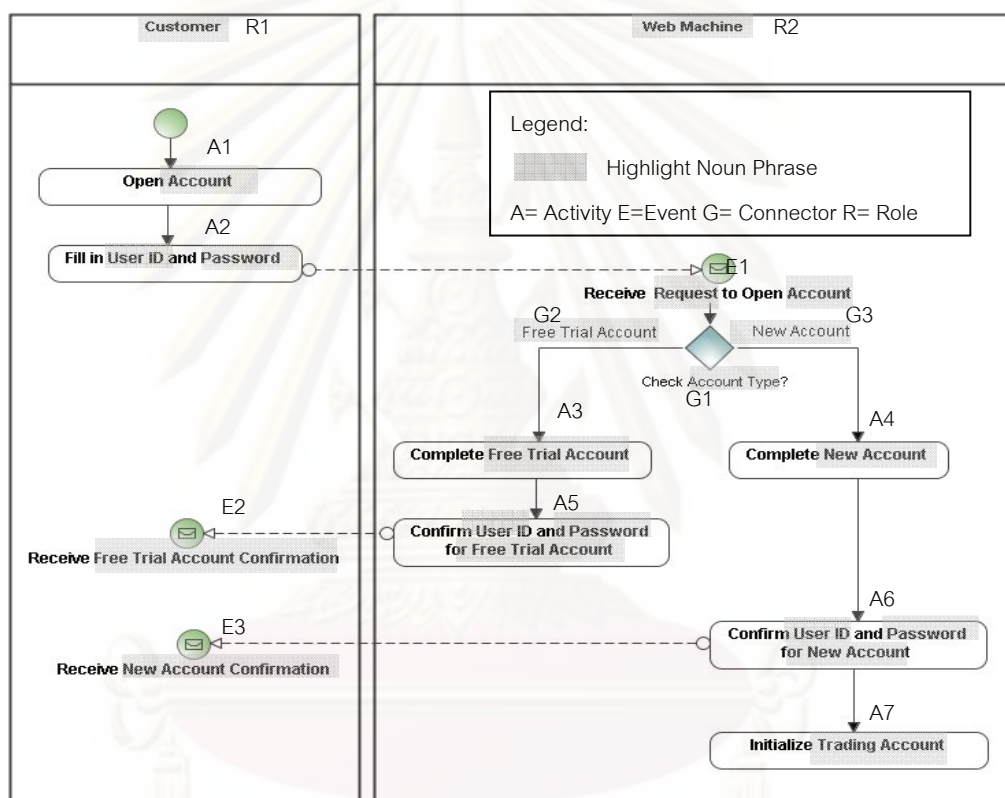 Customer R1
Web Machine R2
Legend:
Highlight Noun Phrase
A= Activity E=Event G= Connector R= Role
A1
Open Account
A2
Fill in User ID and Password
E1
Receive Request to Open Account
G2
G3
Free Trial Account
New Account
Check Account Type?
G1
A3
A4
Complete Free Trial Account
Complete New Account
E2
A5
Receive Free Trial Account Confirmation
Confirm User ID and Password
for Free Trial Account
A6
E3
Receive New Account Confirmation
Confirm User ID and Password
for New Account
A7
Initialize Trading Account